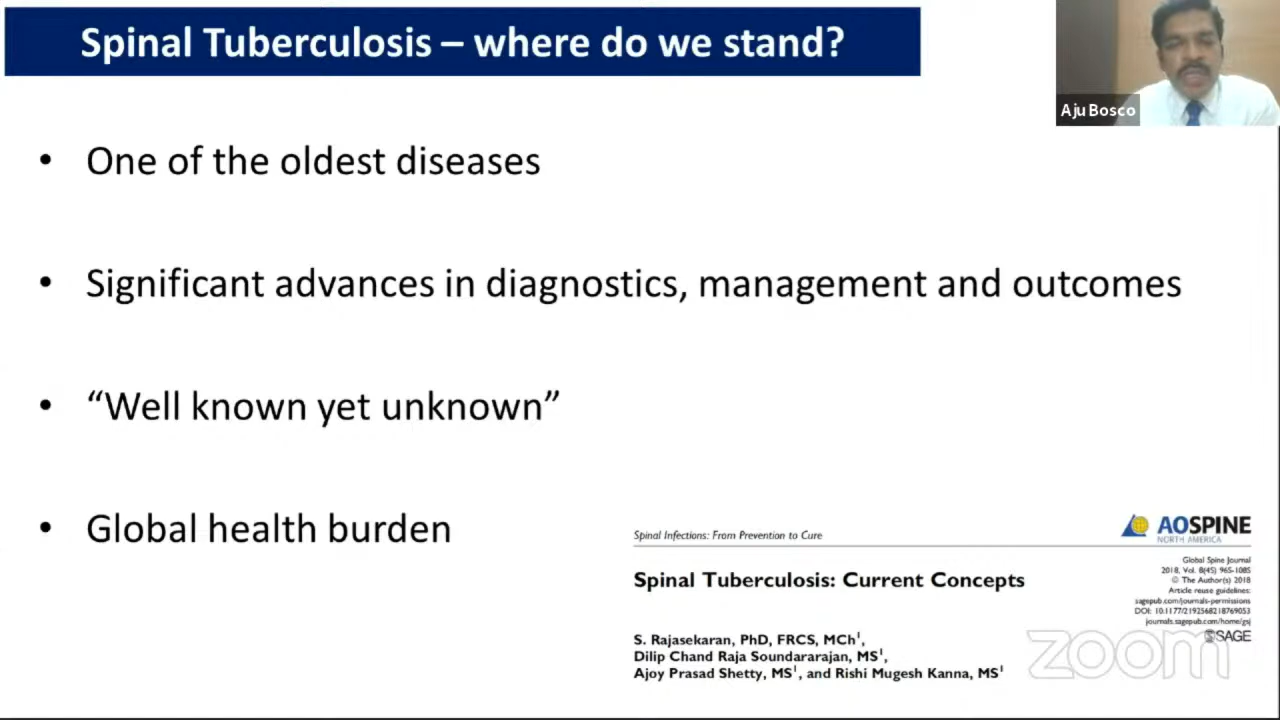 Spinal Tuberculosis – where do we stand?
Aju Bosco
• One of the oldest diseases
• Significant advances in diagnostics, management and outcomes
• “Well known yet unknown”
• Global health burden
Spinal Infections: From Prevention to Cure
AOSPINE
NORTH AMERICA
Spinal Tuberculosis: Current Concepts
Global Spine Journal
2018, Vol. 8(4S) 96S-108S
© The Author(s) 2018
Article reuse guidelines:
sagepub.com/journals-permissions
DOI: 10.1177/2192568218769053
journals.sagepub.com/home/gsj
SAGE
S. Rajasekaran, PhD, FRCS, MCh¹,
Dilip Chand Raja Soundararajan, MS¹,
Ajoy Prasad Shetty, MS¹, and Rishi Mugesh Kanna, MS¹
zoom